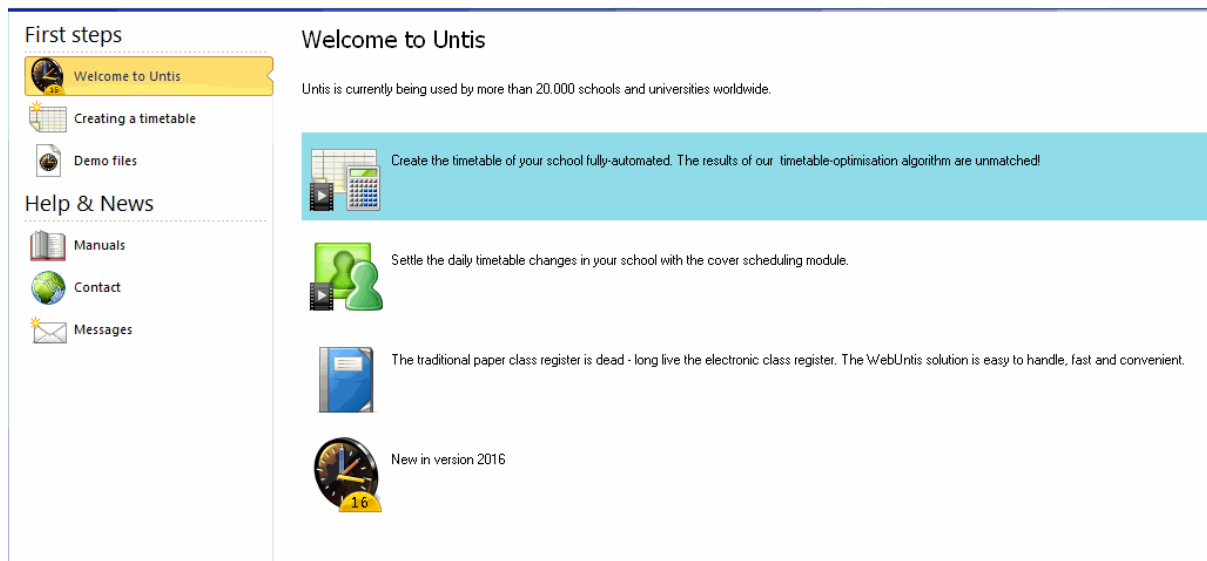 First steps
Welcome to Untis
Creating a timetable
Demo files
Help & News
Manuals
Contact
Messages
Welcome to Untis
Untis is currently being used by more than 20.000 schools and universities worldwide.
Create the timetable of your school fully-automated. The results of our  timetable-optimisation algorithm are unmatched!
Settle the daily timetable changes in your school with the cover scheduling module.
The traditional paper class register is dead - long live the electronic class register. The WebUntis solution is easy to handle, fast and convenient.
New in version 2016
16